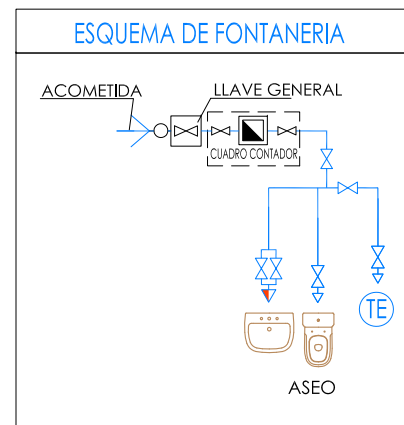 ESQUEMA DE FONTANERIA
ACOMETIDA
LLAVE GENERAL
CUADRO CONTADOR
TE
ASEO